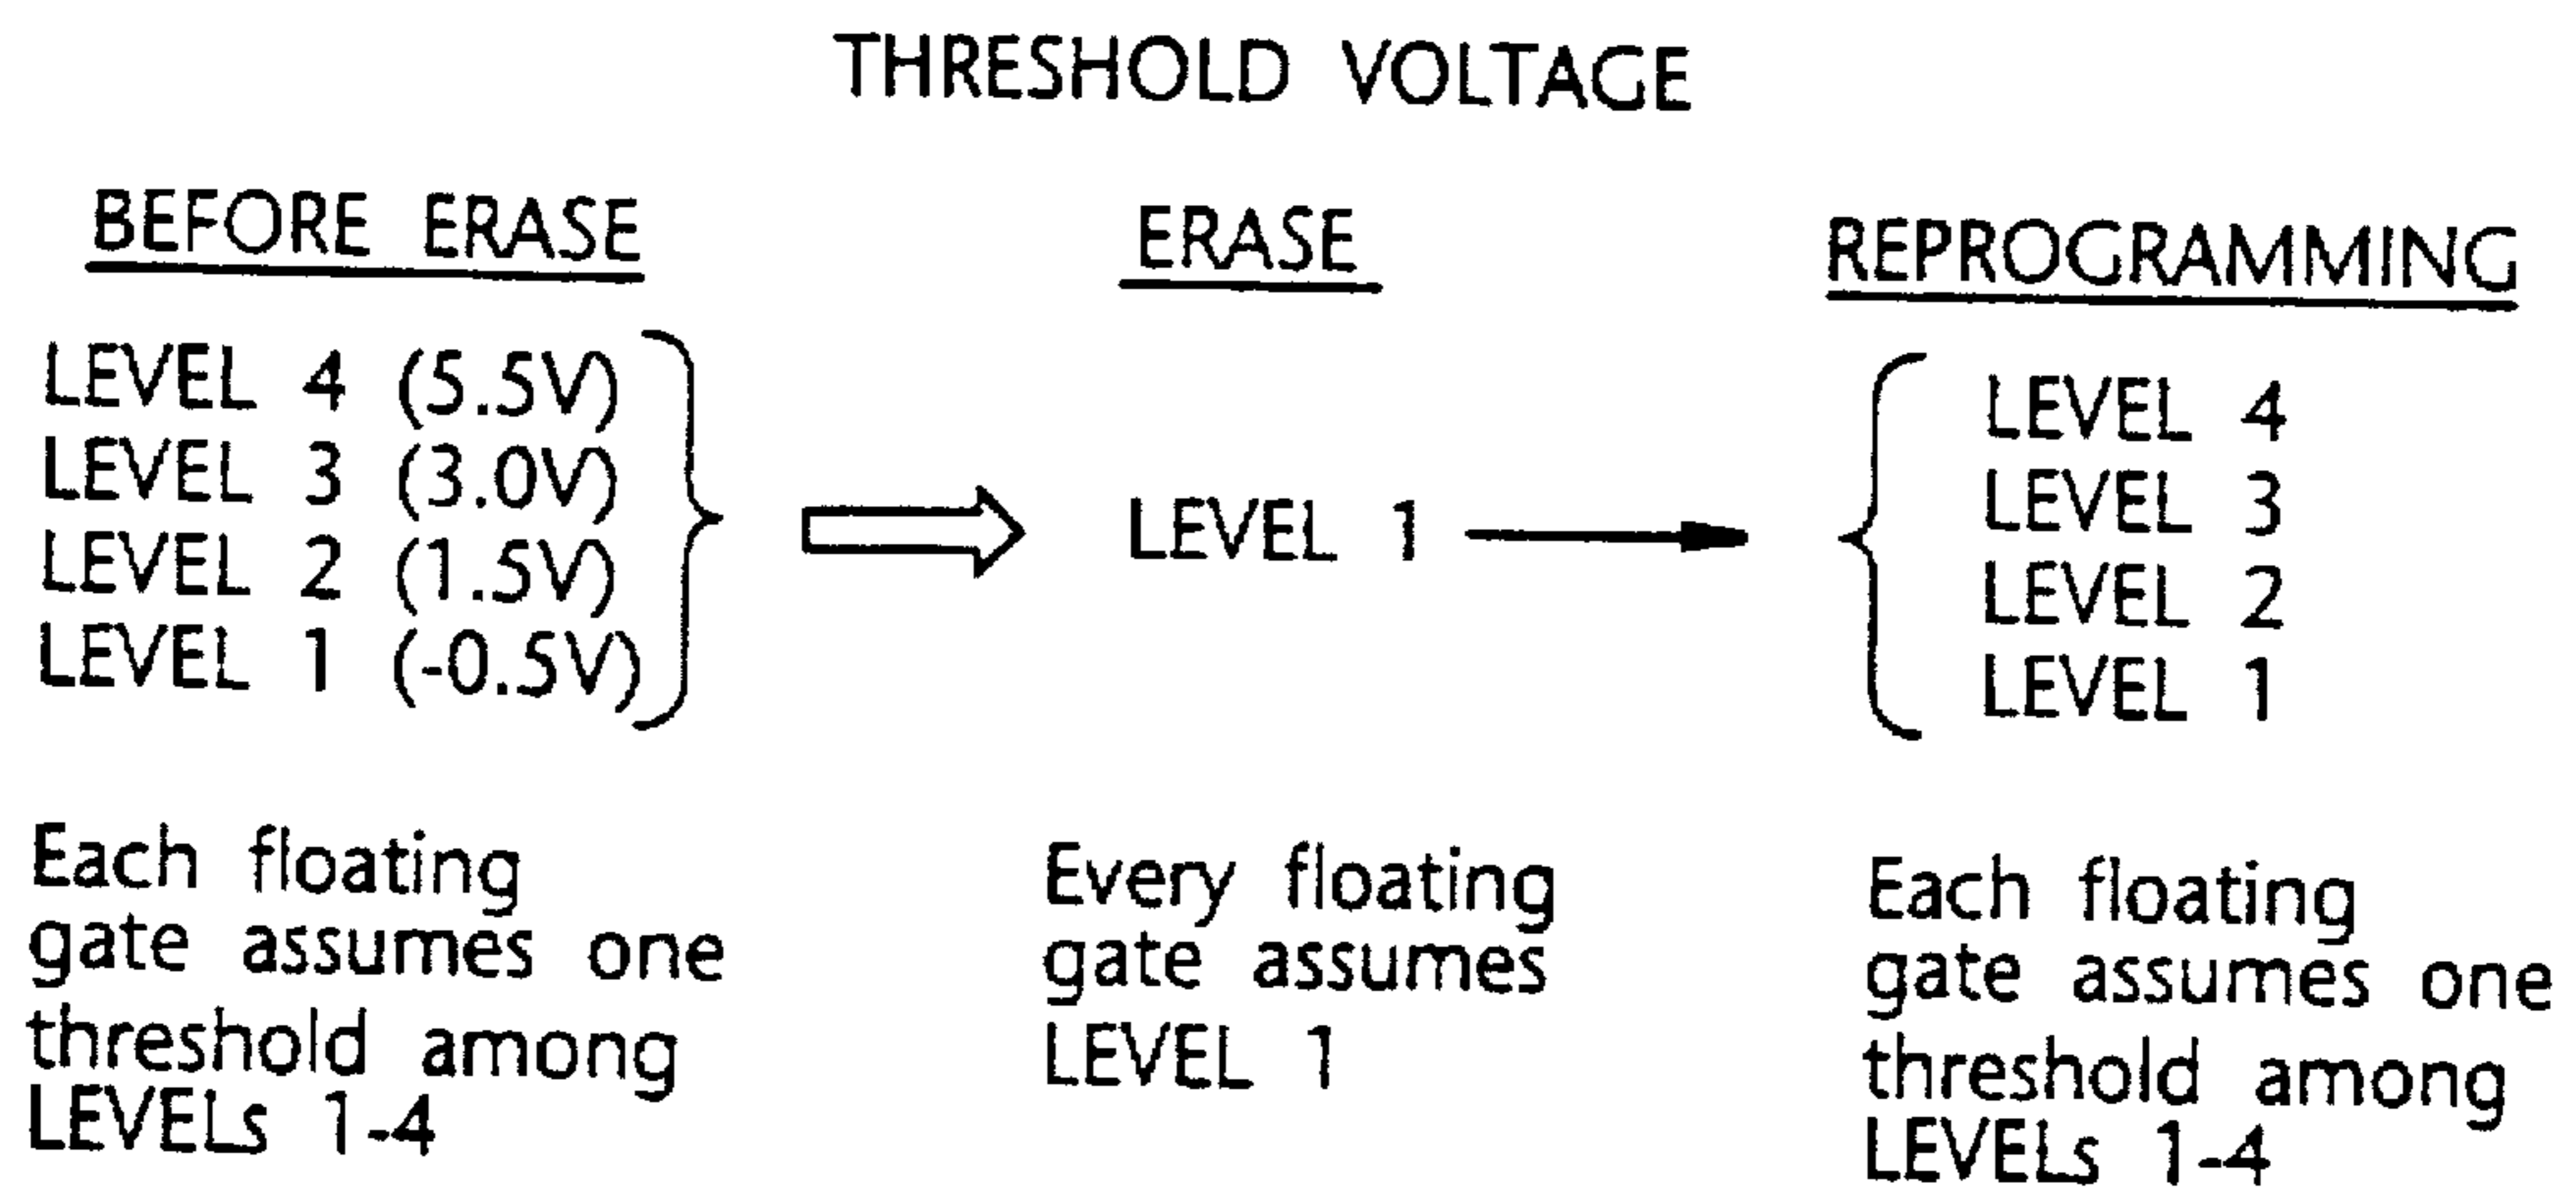 THRESHOLD VOLTAGE
BEFORE ERASE
LEVEL 4 (5.5V)
LEVEL 3 (3.0V)
LEVEL 2 (1.5V)
LEVEL 1 (-0.5V)
Each floating
gate assumes one
threshold among
LEVELs 1-4
ERASE
LEVEL 1
Every floating
gate assumes
LEVEL 1
REPROGRAMMING
LEVEL 4
LEVEL 3
LEVEL 2
LEVEL 1
Each floating
gate assumes one
threshold among
LEVELs 1-4